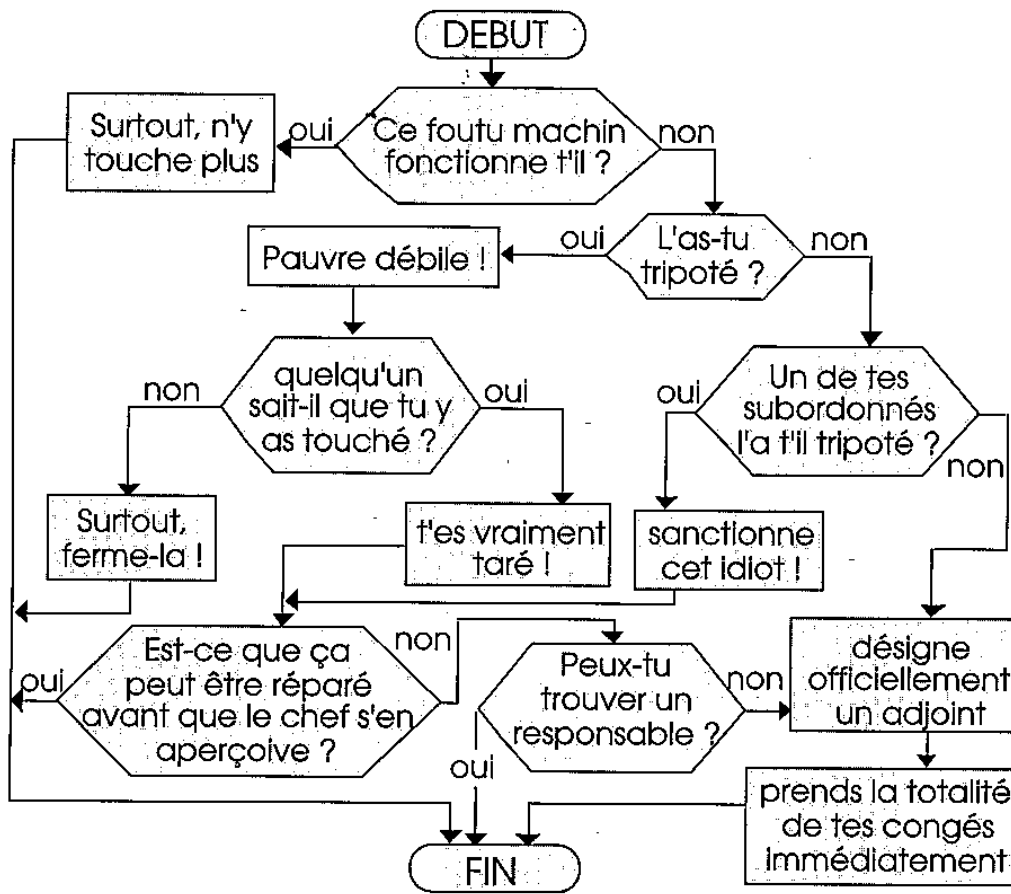 DEBUT
Surtout, n'y
touche plus
oui
Ce foutu machin
fonctionne t'il ?
non
Pauvre débile !
oui
L'as-tu
tripoté ?
non
non
quelqu'un
sait-il que tu y
as touché ?
oui
oui
Un de tes
subordonnés
l'a t'il tripoté ?
non
Surtout,
ferme-la !
t'es vraiment
taré !
sanctionne
cet idiot !
oui
Est-ce que ça
peut être réparé
avant que le chef s'en
aperçoive ?
non
Peux-tu
trouver un
responsable ?
oui
non
désigne
officiellement
un adjoint
prends la totalité
de tes congés
immédiatement
FIN